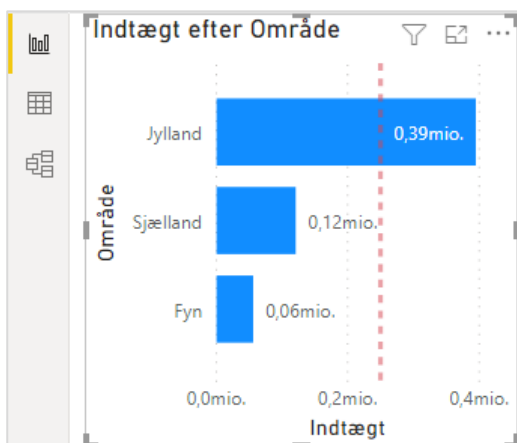 Indtægt efter Område
Jylland
0,39mio.
Område
Sjælland
0,12mio.
Fyn
0,06mio.
0,0mio.
0,2mio.
0,4mio.
Indtægt